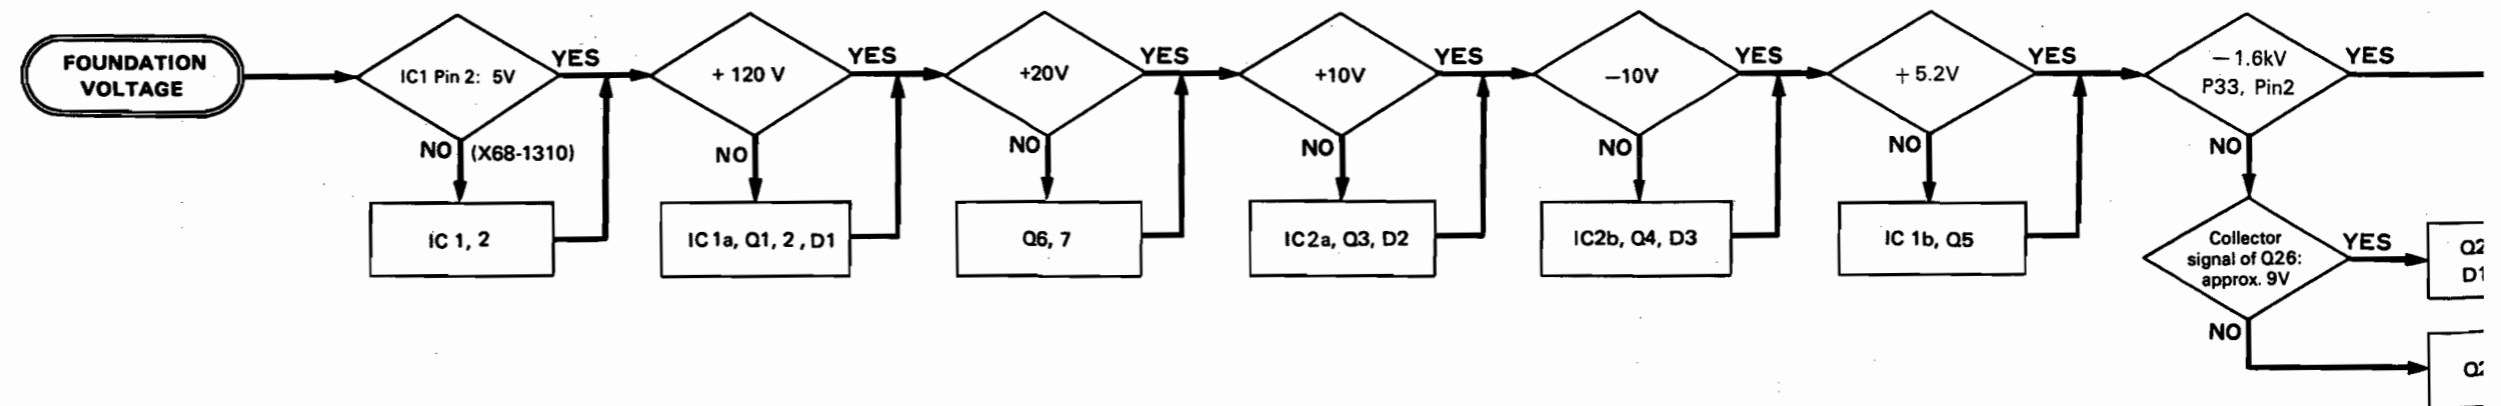 FOUNDATION
VOLTAGE
IC1 Pin 2: 5V
YES
NO
(X68-1310)
IC 1, 2
+ 120 V
YES
NO
IC 1a, Q1, 2, D1
+20V
YES
NO
Q6, 7
+10V
YES
NO
IC2a, Q3, D2
−10V
YES
NO
IC2b, Q4, D3
+ 5.2V
YES
NO
IC 1b, Q5
− 1.6kV
P33, Pin2
YES
NO
Collector
signal of Q26:
approx. 9V
YES
NO
D1